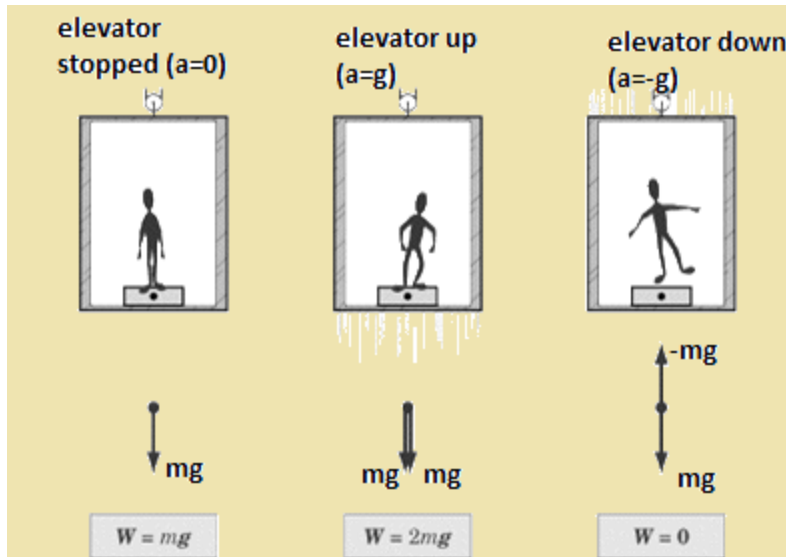 elevator
stopped (a=0)
elevator up
(a=g)
elevator down
(a=-g)
mg
mg mg
-mg
mg
W = mg
W = 2mg
W = 0